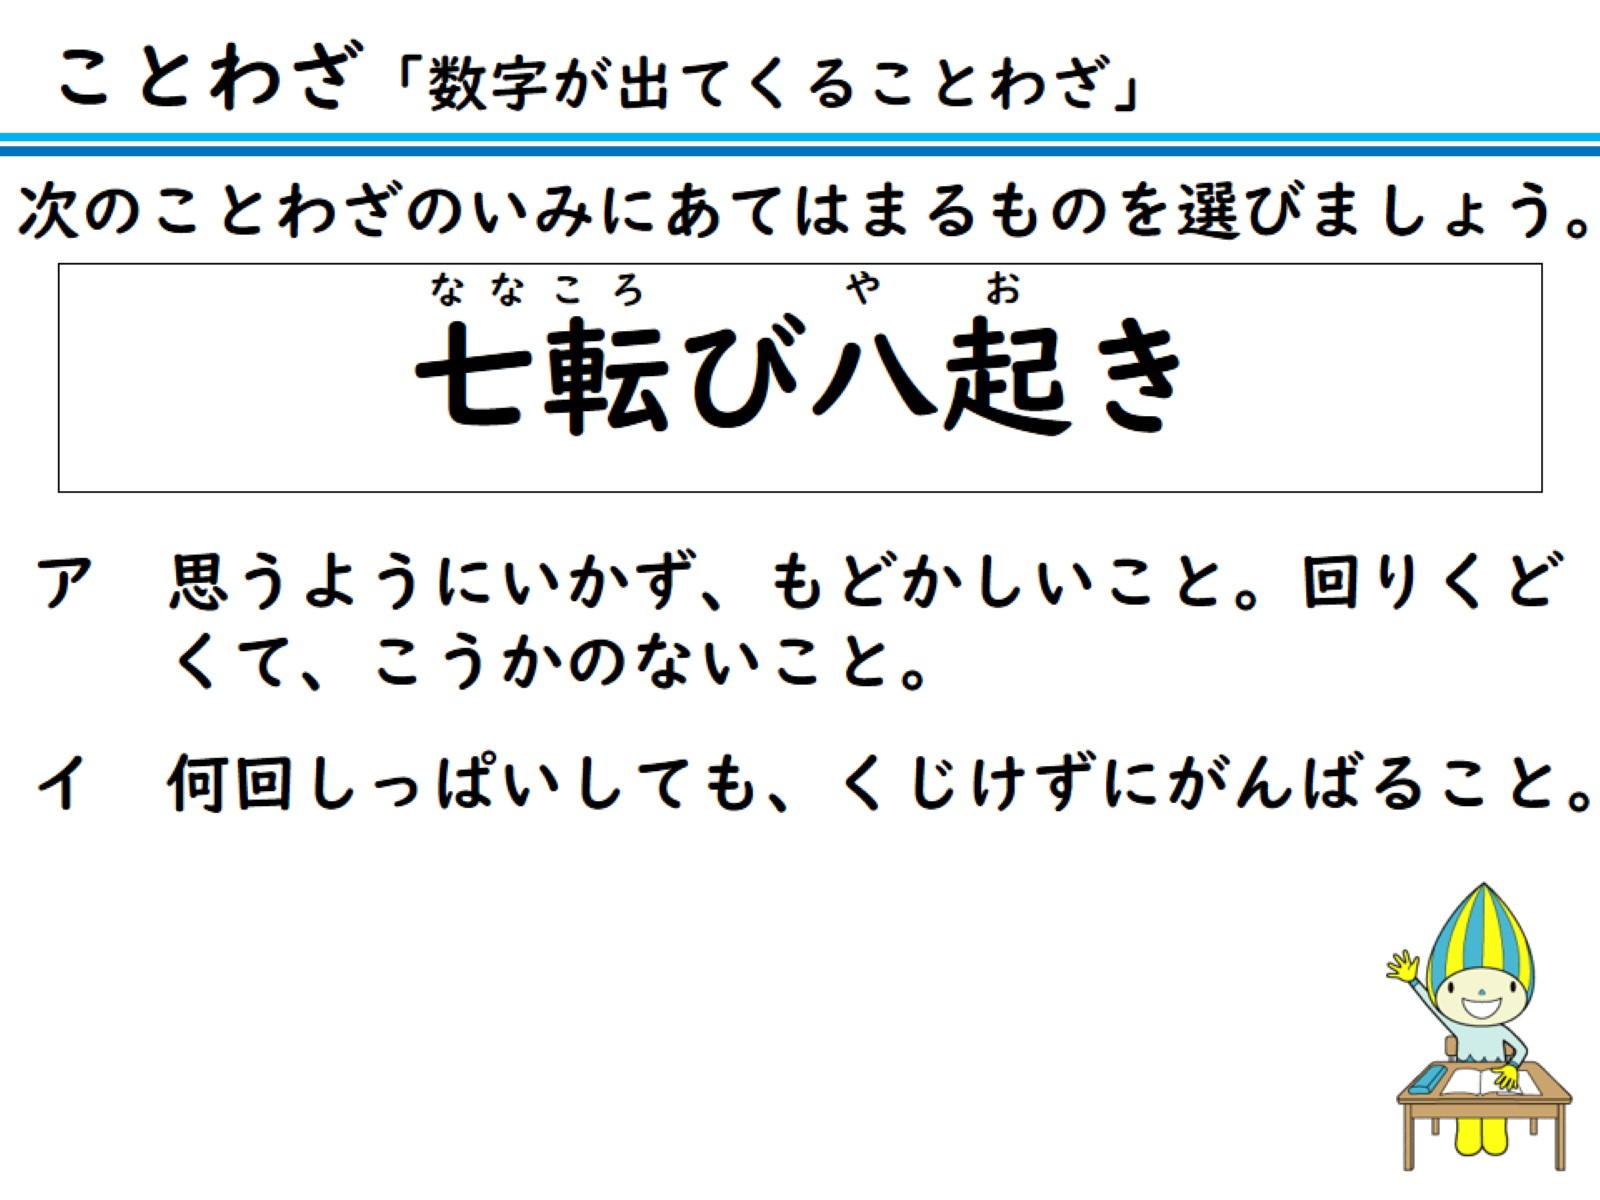 ことわざ「数字が出てくることわざ」
次のことわざのいみにあてはまるものを選びましょう。
ななころ や お
七転び八起き
ア 思うようにいかず、もどかしいこと。回りくど
くて、こうかのないこと。
イ 何回しっぱいしても、くじけずにがんばること。